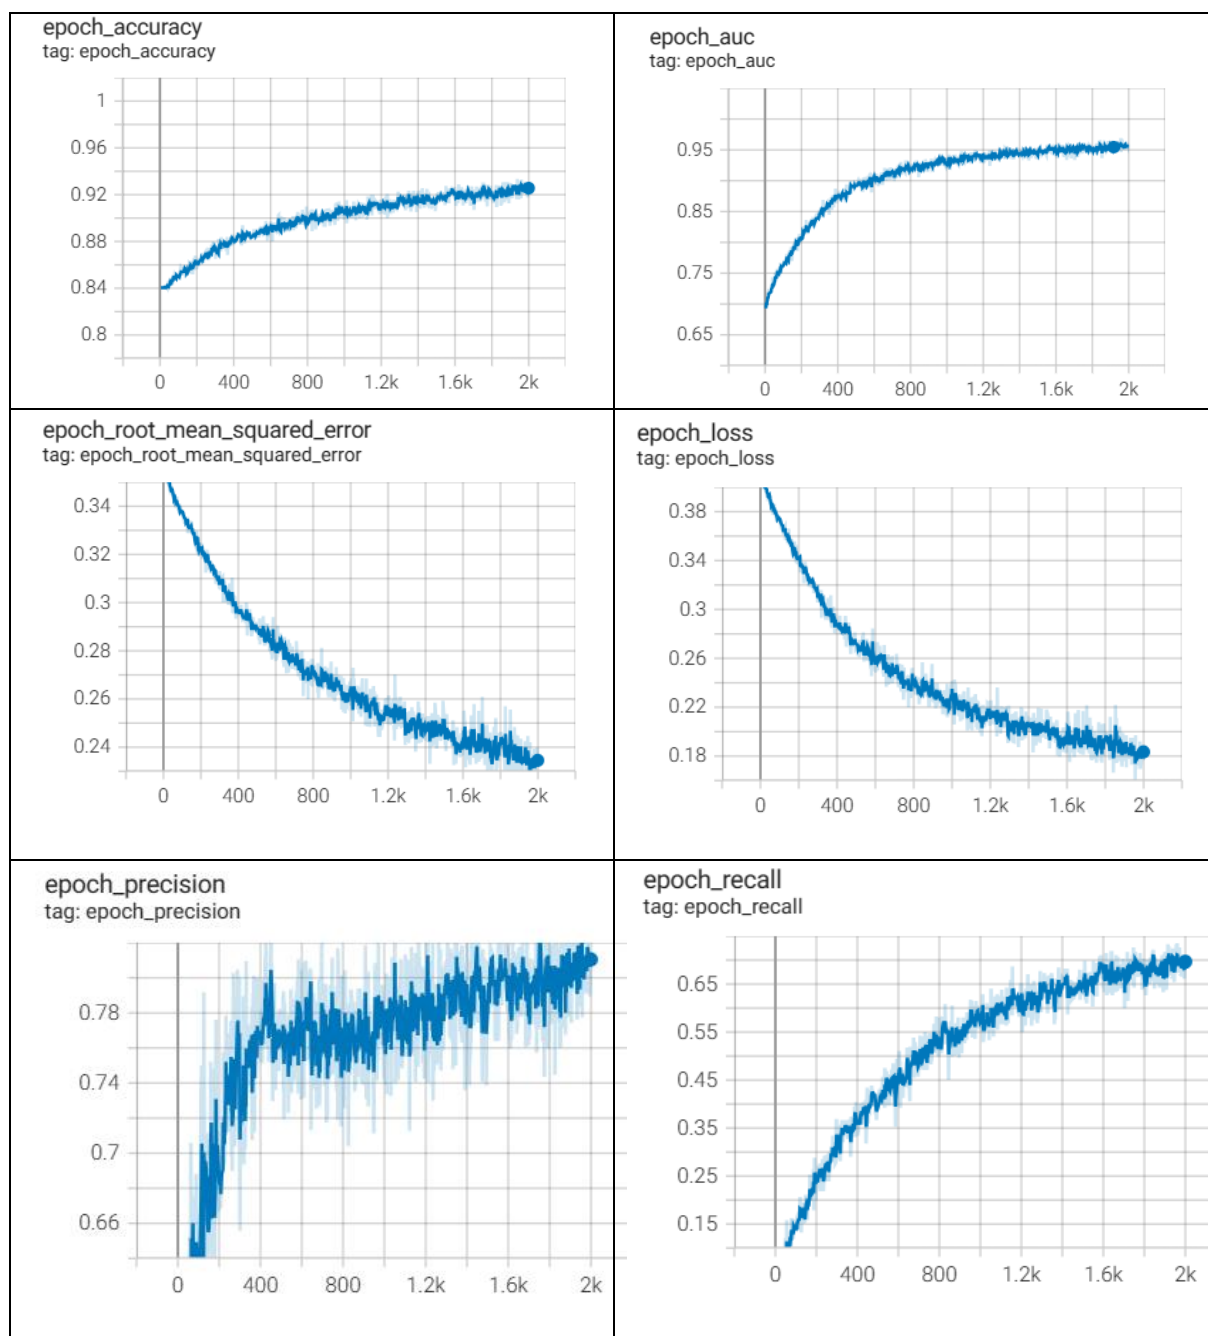 epoch_accuracy
tag: epoch_accuracy
1
0.96
0.92
0.88
0.84
0.8
0 400 800 1.2k 1.6k 2k
epoch_auc
tag: epoch_auc
0.95
0.85
0.75
0.65
0 400 800 1.2k 1.6k 2k
epoch_root_mean_squared_error
tag: epoch_root_mean_squared_error
0.34
0.32
0.3
0.28
0.26
0.24
0 400 800 1.2k 1.6k 2k
epoch_loss
tag: epoch_loss
0.38
0.34
0.3
0.26
0.22
0.18
0 400 800 1.2k 1.6k 2k
epoch_precision
tag: epoch_precision
0.78
0.74
0.7
0.66
0 400 800 1.2k 1.6k 2k
epoch_recall
tag: epoch_recall
0.65
0.55
0.45
0.35
0.25
0.15
0 400 800 1.2k 1.6k 2k